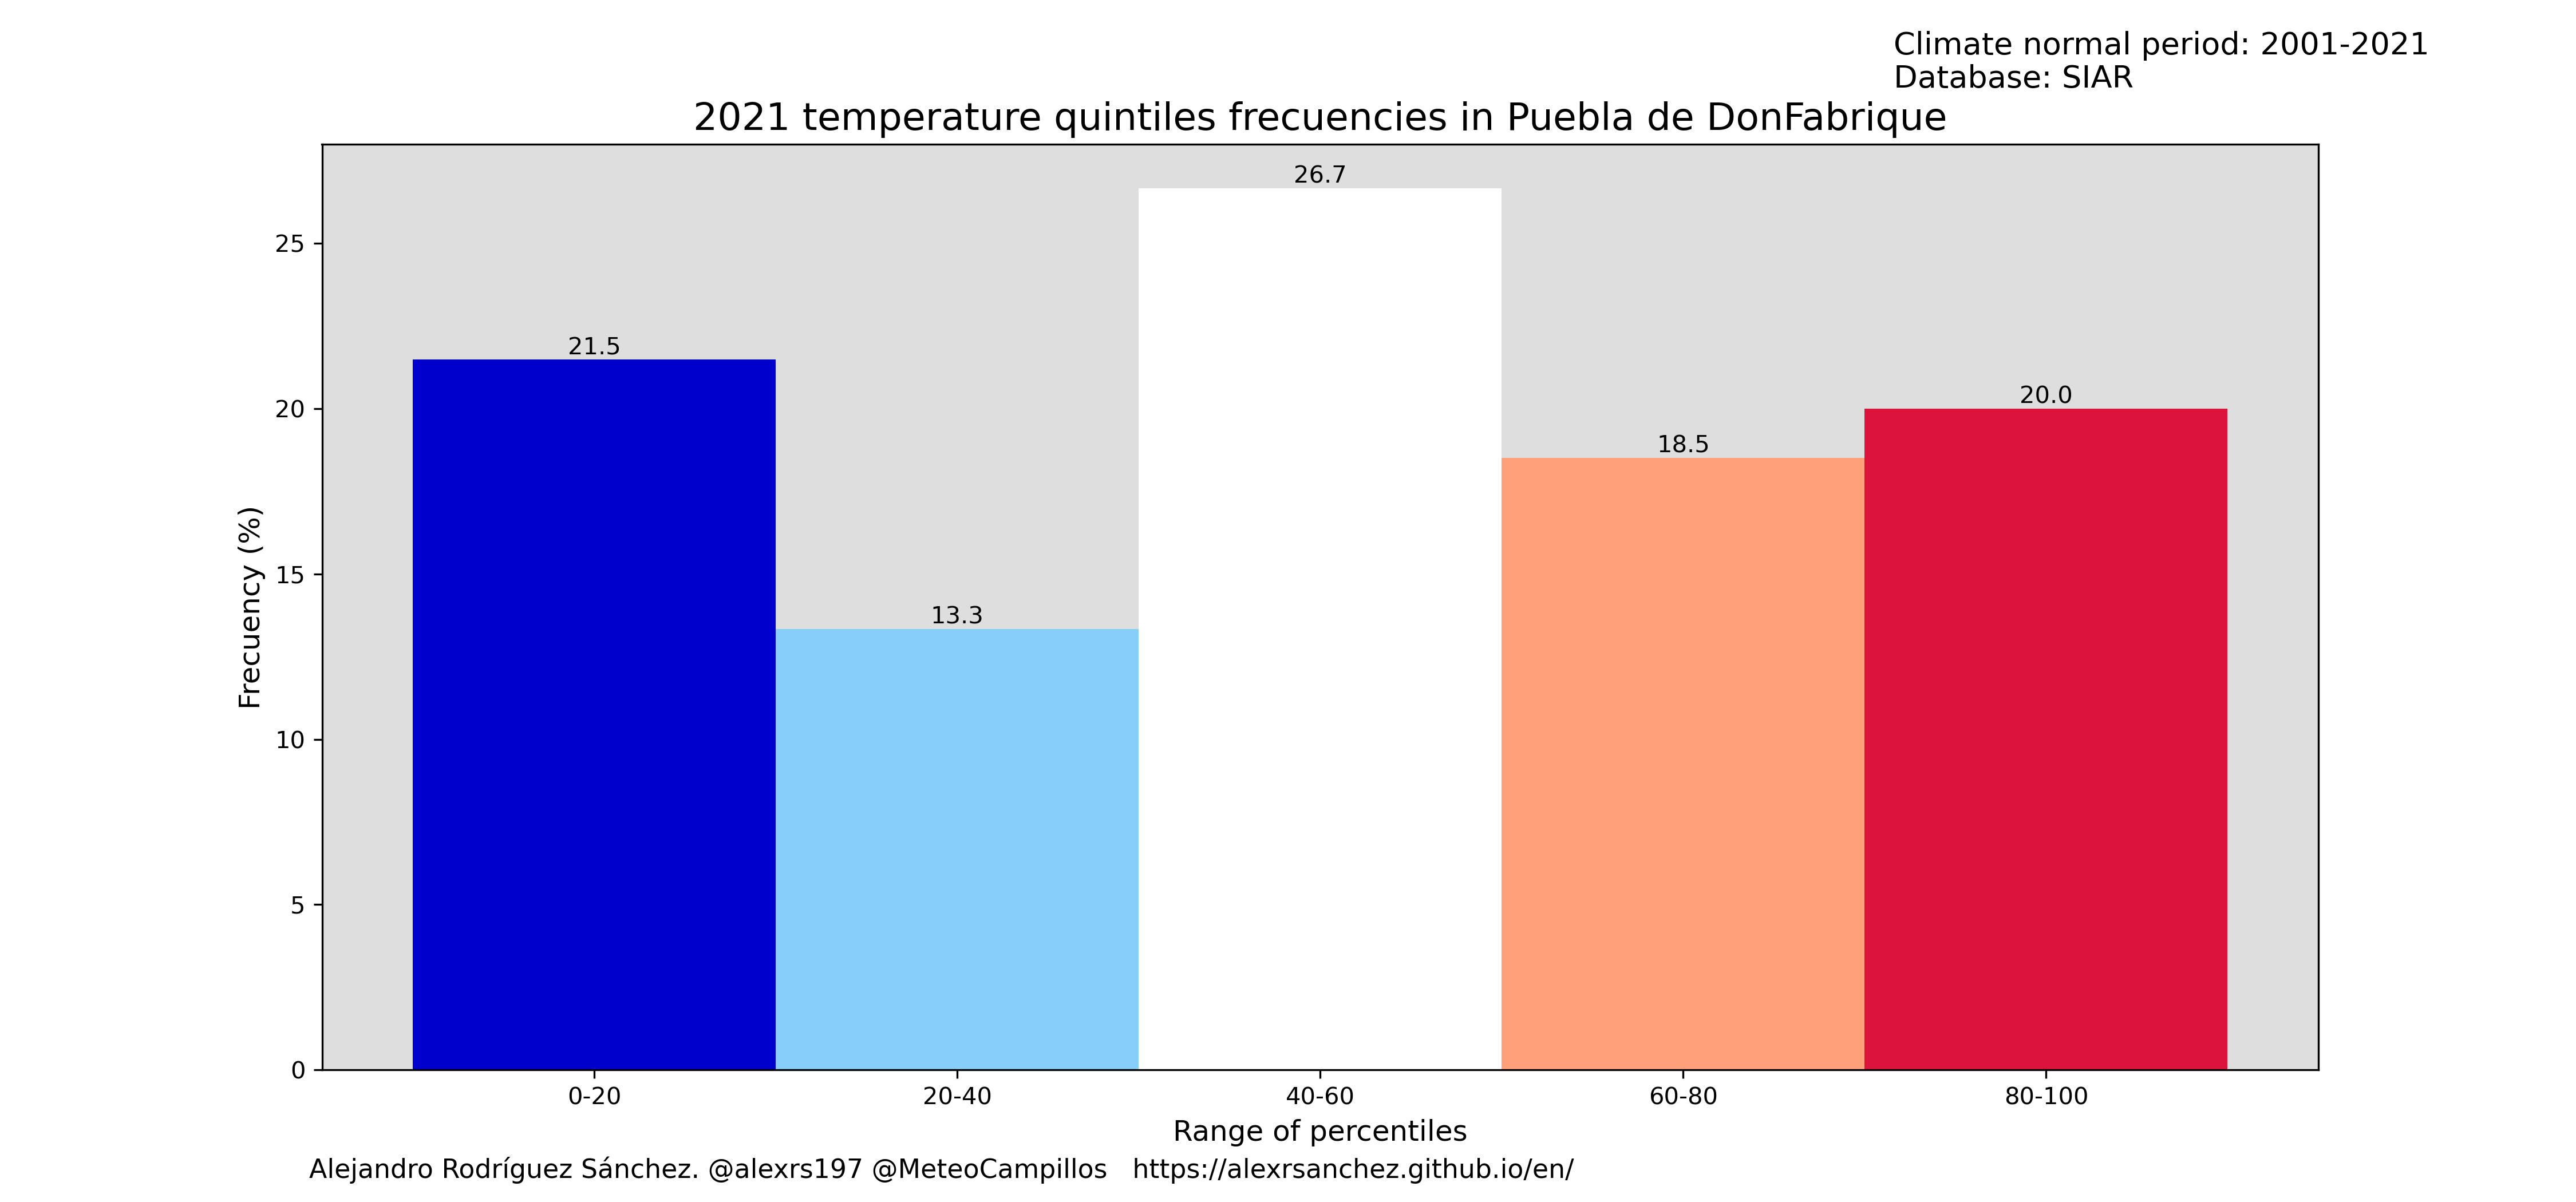 Climate normal period: 2001-2021
Database: SIAR
2021 temperature quintiles frecuencies in Puebla de DonFabrique
26.7
25
21.5
20
20.0
18.5
15
13.3
10
5
0
Frecuency (%)
0-20
20-40
40-60
60-80
80-100
Range of percentiles
Alejandro Rodríguez Sánchez. @alexrs197 @MeteoCampillos https://alexrsanchez.github.io/en/